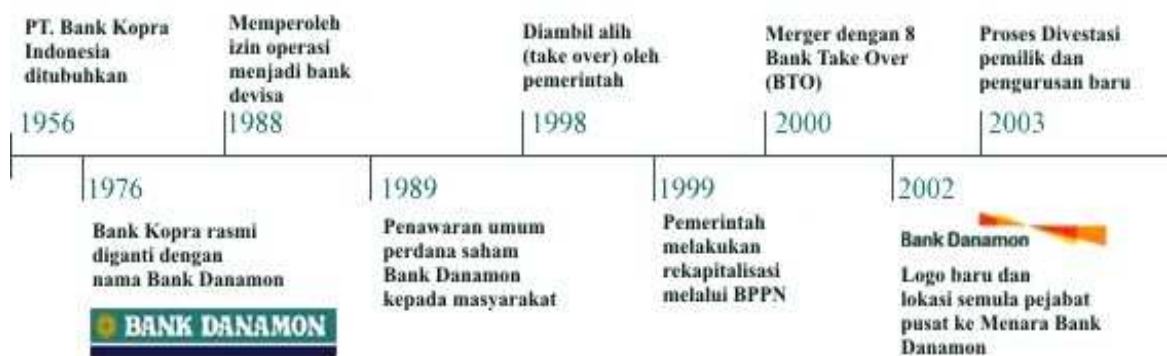 PT. Bank Kopra
Indonesia
ditubuhkan
1956
Memperoleh
izin operasi
menjadi bank
devisa
1988
Diambil alih
(take over) oleh
pemerintah
1998
Merger dengan 8
Bank Take Over
(BTO)
2000
Proses Divestasi
pemilik dan
pengurusan baru
2003
1976
Bank Kopra rasmi
diganti dengan
nama Bank Danamon
BANK DANAMON
1989
Penawaran umum
perdana saham
Bank Danamon
kepada masyarakat
1999
Pemerintah
melakukan
rekapitalisasi
melalui BPPN
2002
Bank Danamon
Logo baru dan
lokasi semula pejabat
pusat ke Menara Bank
Danamon